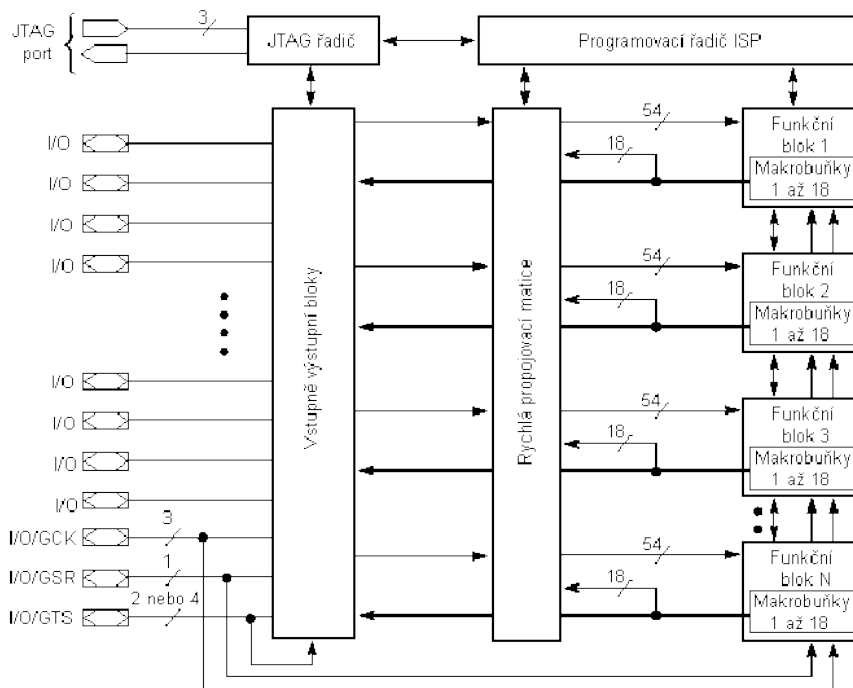 JTAG
port
3
JTAG řadič
Programovací řadič ISP
I/O
I/O
I/O
I/O
I/O
I/O
I/O
I/O
I/O/GCK
3
I/O/GSR
1
I/O/GTS
2 nebo 4
Vstupně výstupní bloky
Rychlá propojovací matice
54
18
Funkční
blok 1
Makrobuňky
1 až 18
54
18
Funkční
blok 2
Makrobuňky
1 až 18
54
18
Funkční
blok 3
Makrobuňky
1 až 18
54
18
Funkční
blok N
Makrobuňky
1 až 18